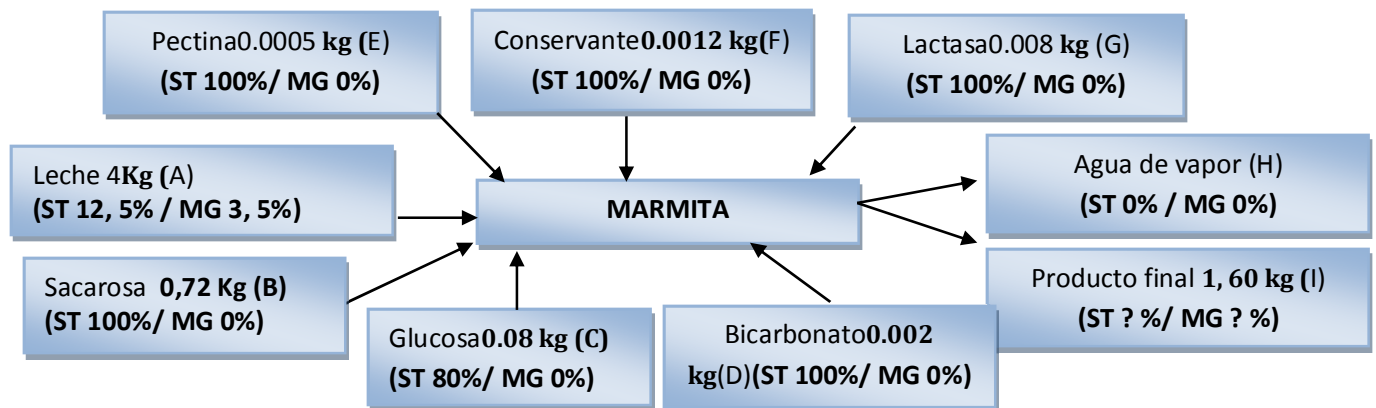 Pectina0.0005 kg (E)
(ST 100%/ MG 0%)
Conservante0.0012 kg(F)
(ST 100%/ MG 0%)
Lactasa0.008 kg (G)
(ST 100%/ MG 0%)
Leche 4Kg (A)
(ST 12, 5% / MG 3, 5%)
MARMITA
Agua de vapor (H)
(ST 0% / MG 0%)
Sacarosa 0,72 Kg (B)
(ST 100%/ MG 0%)
Glucosa0.08 kg (C)
(ST 80%/ MG 0%)
Bicarbonato0.002
kg(D)(ST 100%/ MG 0%)
Producto final 1, 60 kg (I)
(ST ? %/ MG ? %)